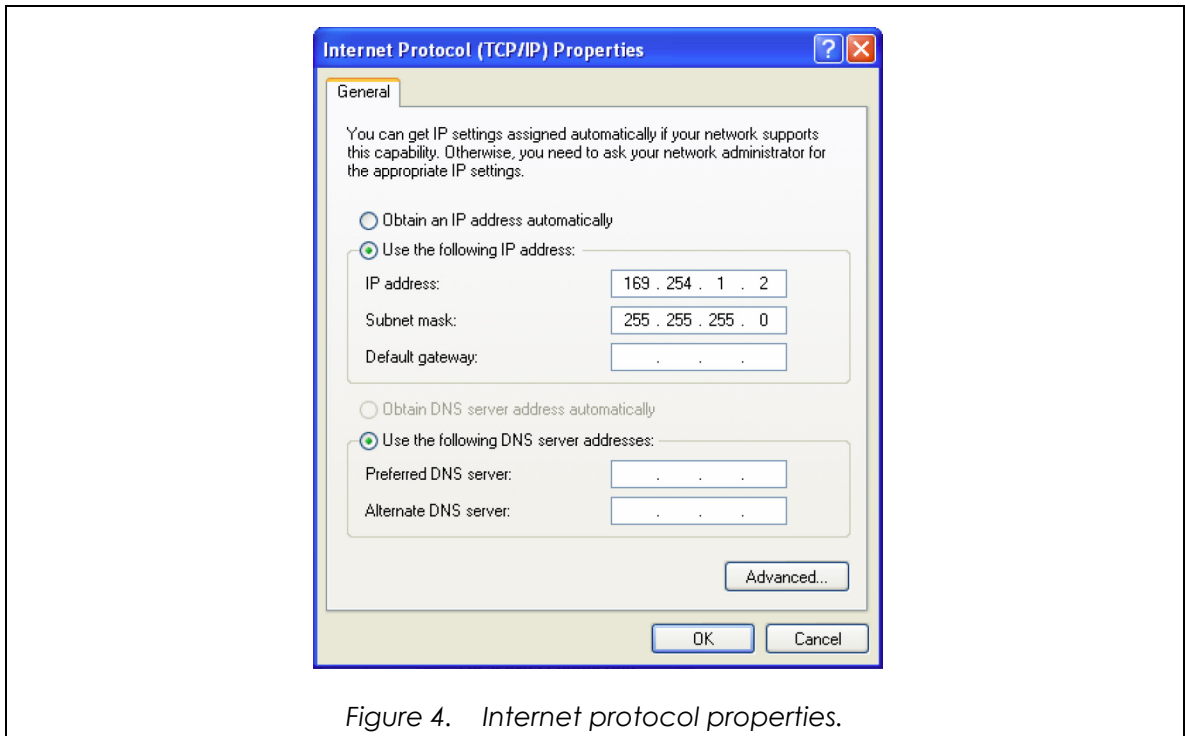 Internet Protocol (TCP/IP) Properties
General
You can get IP settings assigned automatically if your network supports
this capability. Otherwise, you need to ask your network administrator for
the appropriate IP settings.
Obtain an IP address automatically
Use the following IP address:
IP address: 169 . 254 . 1 . 2
Subnet mask: 255 . 255 . 255 . 0
Default gateway: . . .
Obtain DNS server address automatically
Use the following DNS server addresses:
Preferred DNS server: . . .
Alternate DNS server: . . .
Advanced...
OK Cancel
Figure 4. Internet protocol properties.